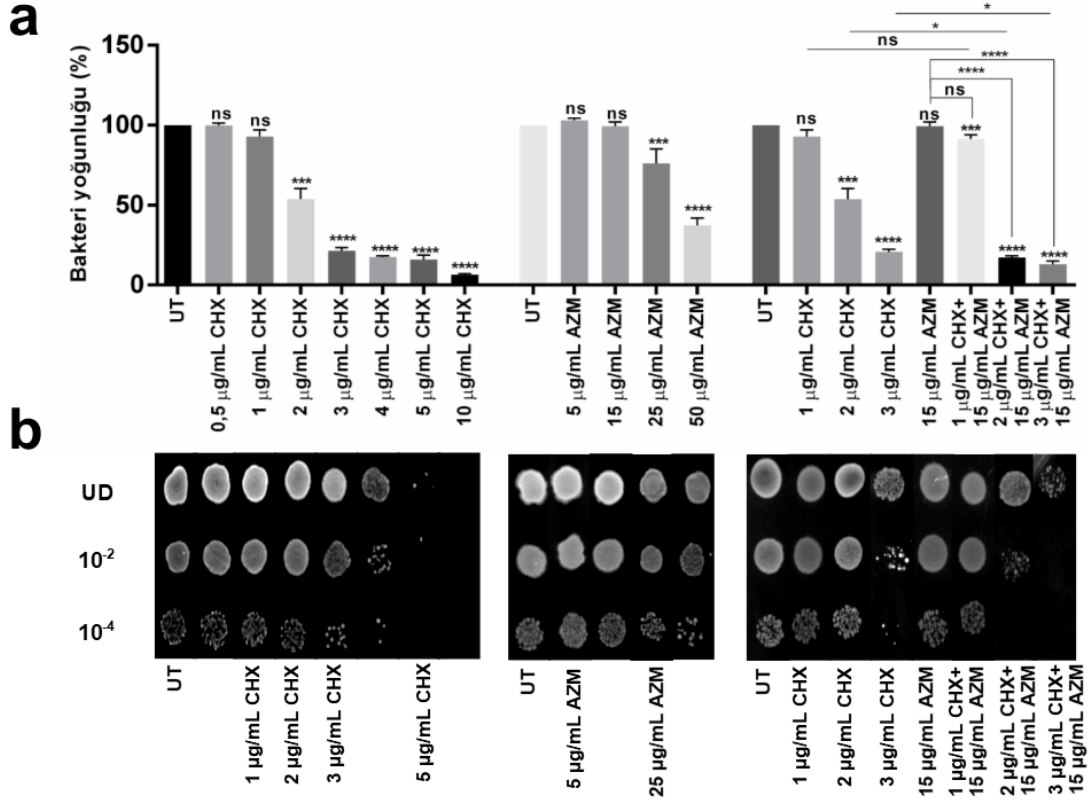 a
Bakteri yoğunluğu (%)
150
100
50
0
ns
ns
***
****
****
****
****
ns
ns
***
****
ns
***
****
ns
***
****
****
ns
****
****
ns
*
*
UT
0,5 µg/mL CHX
1 µg/mL CHX
2 µg/mL CHX
3 µg/mL CHX
4 µg/mL CHX
5 µg/mL CHX
10 µg/mL CHX
UT
5 µg/mL AZM
15 µg/mL AZM
25 µg/mL AZM
50 µg/mL AZM
UT
1 µg/mL CHX
2 µg/mL CHX
3 µg/mL CHX
15 µg/mL AZM
1 µg/mL CHX+
15 µg/mL AZM
2 µg/mL CHX+
15 µg/mL AZM
3 µg/mL CHX+
15 µg/mL AZM
b
UD
10⁻²
10⁻⁴
UT
1 µg/mL CHX
2 µg/mL CHX
3 µg/mL CHX
5 µg/mL CHX
UT
5 µg/mL AZM
25 µg/mL AZM
UT
1 µg/mL CHX
2 µg/mL CHX
3 µg/mL CHX
15 µg/mL AZM
1 µg/mL CHX+
15 µg/mL AZM
2 µg/mL CHX+
15 µg/mL AZM
3 µg/mL CHX+
15 µg/mL AZM